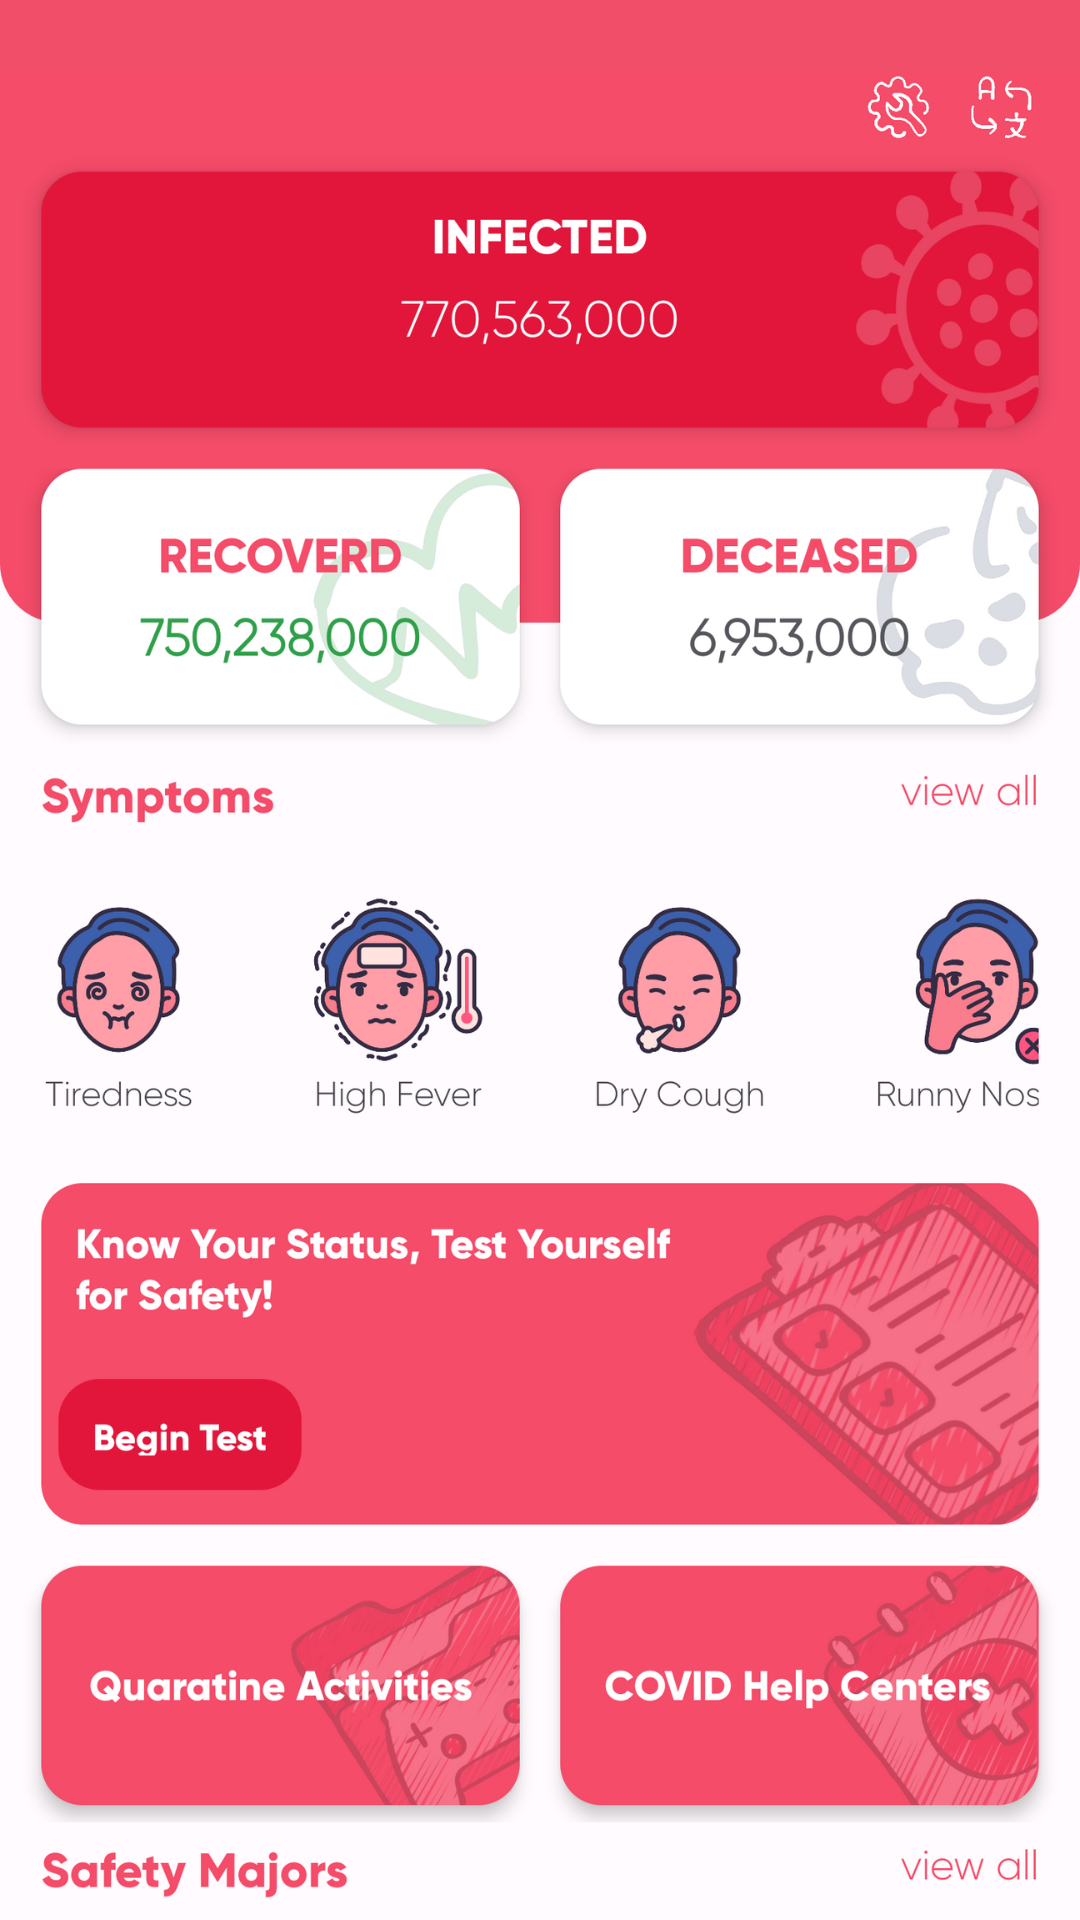 A
文
INFECTED
770,563,000
RECOVERD
DECEASED
750,238,000
6,953,000
Symptoms
view all
Tiredness
High Fever
Dry Cough
Runny Nos
Know Your Status, Test Yourself
for Safety!
Begin Test
Quaratine Activities
COVID Help Centers
Safety Majors
view all